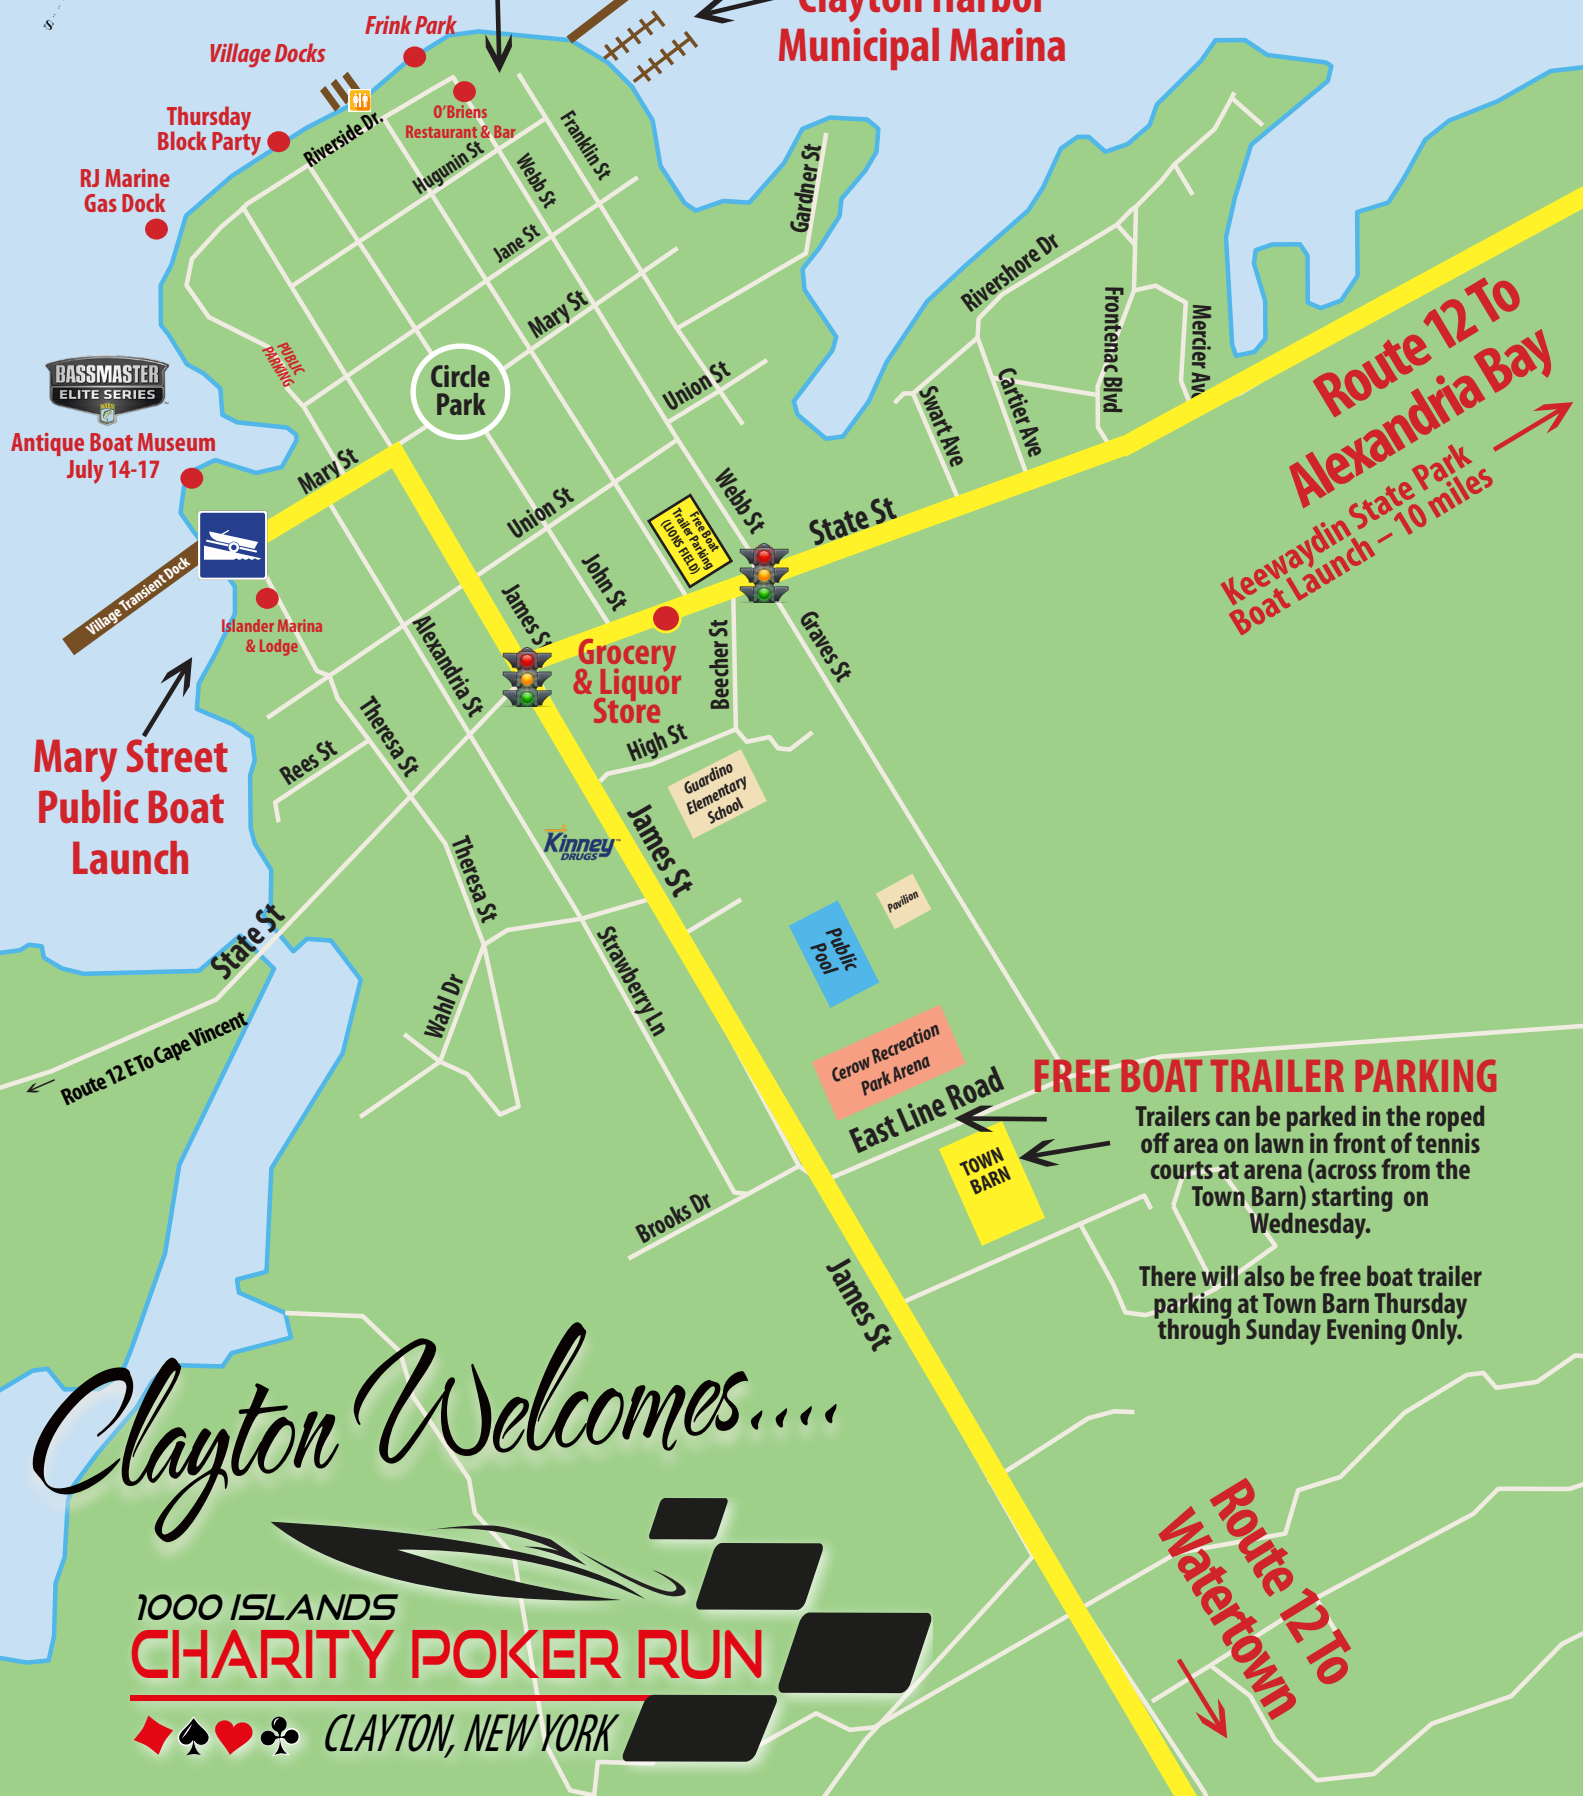 S
Clayton Harbor
Municipal Marina
Frink Park
Village Docks
O'Briens
Restaurant & Bar
Thursday
Block Party
Riverside Dr.
Hugunin St
Webb St
Franklin St
RJ Marine
Gas Dock
Jane St
Gardner St
Mary St
Rivershore Dr
Frontenac Blvd
Mercier Ave
Route 12 To
Alexandria Bay
Keewaydin State Park
Boat Launch – 10 miles
PUBLIC
PARKING
BASSMASTER
ELITE SERIES
Circle
Park
Union St
Swart Ave
Cartier Ave
Antique Boat Museum
July 14-17
Mary St
Union St
Webb St
State St
Free Boat
Trailer Parking
(LIONS FIELD)
Village Transient Dock
John St
James St
Islander Marina
& Lodge
Alexandria St
Grocery
& Liquor
Store
Beecher St
Graves St
Mary Street
Public Boat
Launch
Theresa St
Rees St
High St
Guardino
Elementary
School
Kinney
DRUGS
James St
Theresa St
Pavilion
State St
Public
Pool
Strawberry Ln
Wahl Dr
Route 12 E To Cape Vincent
Cerow Recreation
Park Arena
East Line Road
FREE BOAT TRAILER PARKING
Trailers can be parked in the roped
off area on lawn in front of tennis
courts at arena (across from the
Town Barn) starting on
Wednesday.
TOWN
BARN
There will also be free boat trailer
parking at Town Barn Thursday
through Sunday Evening Only.
Brooks Dr
James St
Clayton Welcomes....
Route 12 To
Watertown
1000 ISLANDS
CHARITY POKER RUN
CLAYTON, NEW YORK